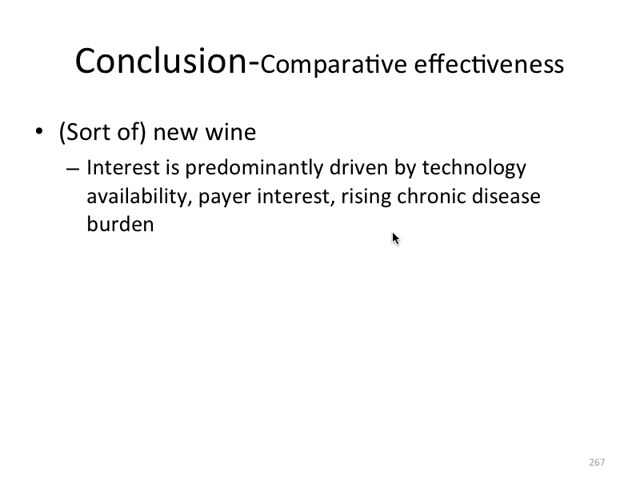 Conclusion-Comparative effectiveness
• (Sort of) new wine
– Interest is predominantly driven by technology
availability, payer interest, rising chronic disease
burden
267